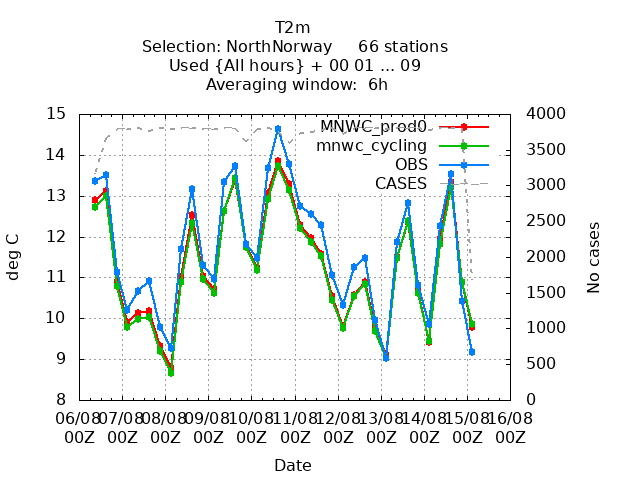 T2m
Selection: NorthNorway 66 stations
Used {All hours} + 00 01 ... 09
Averaging window: 6h
15
14
13
12
11
10
9
8
deg C
4000
3500
3000
2500
2000
1500
1000
500
0
No cases
MNWC_prod0
mnwc_cycling
OBS
CASES
06/08 07/08 08/08 09/08 10/08 11/08 12/08 13/08 14/08 15/08 16/08
00Z 00Z 00Z 00Z 00Z 00Z 00Z 00Z 00Z 00Z 00Z
Date